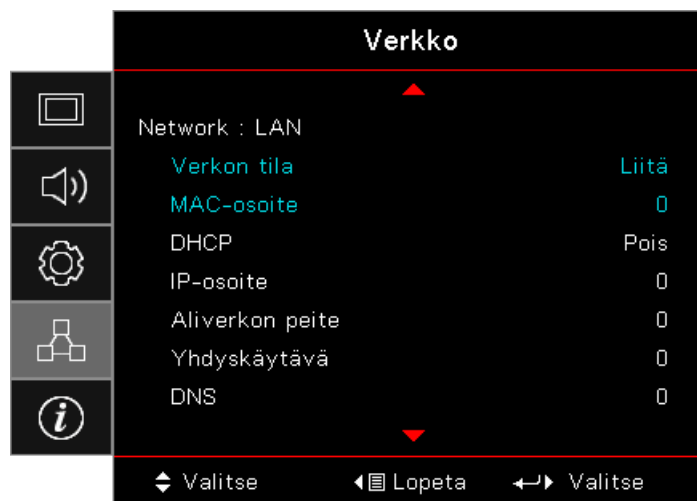 Verkko
Network : LAN
Verkon tila Liitä
MAC-osoite 0
DHCP Pois
IP-osoite 0
Aliverkon peite 0
Yhdyskäytävä 0
DNS 0
Valitse Lopeta Valitse